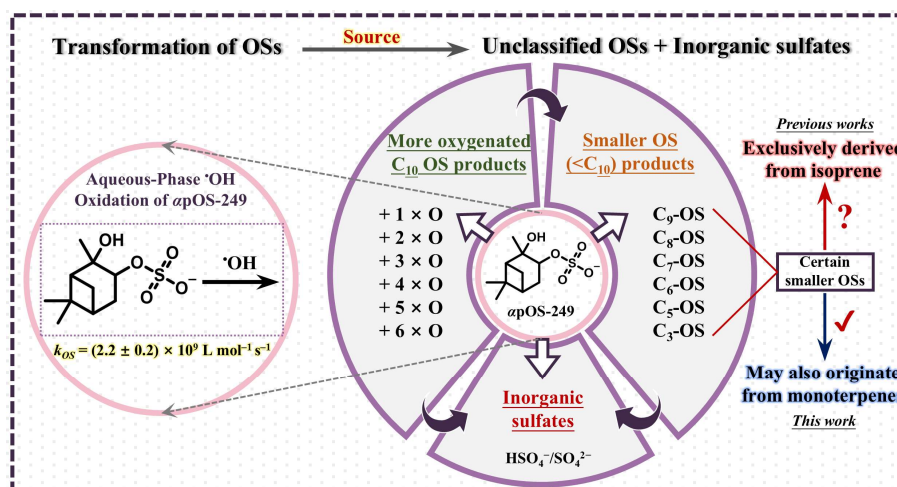 Transformation of OSs
Source
Unclassified OSs + Inorganic sulfates
Aqueous-Phase •OH
Oxidation of αpOS-249
OH
O
O
S
O
O⁻
•OH
k_OS = (2.2 ± 0.2) × 10⁹ L mol⁻¹ s⁻¹
More oxygenated
C₁₀ OS products
+ 1 × O
+ 2 × O
+ 3 × O
+ 4 × O
+ 5 × O
+ 6 × O
OH
O
O
S
O
O⁻
αpOS-249
Smaller OS
(<C₁₀) products
C₉-OS
C₈-OS
C₇-OS
C₆-OS
C₅-OS
C₃-OS
Inorganic
sulfates
HSO₄⁻/SO₄²⁻
Previous works
Exclusively derived
from isoprene
?
Certain
smaller OSs
✓
May also originate
from monoterpene
This work